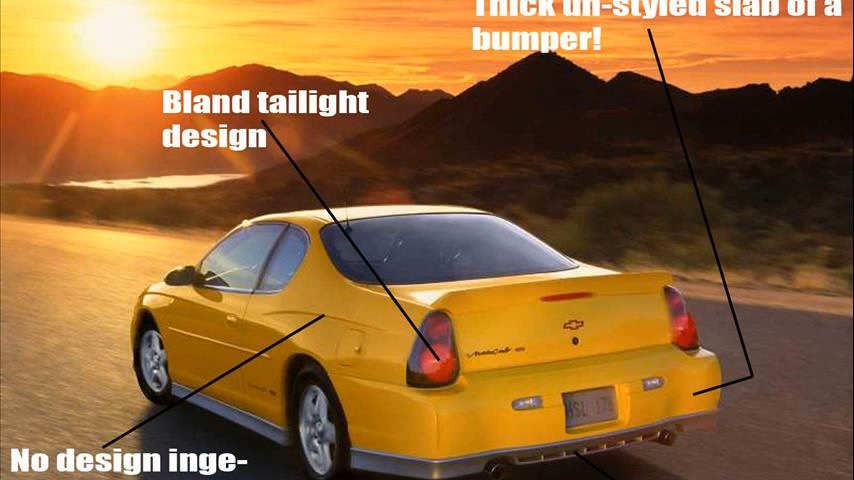 Thick un-styled slab of a
bumper!
Bland tailight
design
No design inge-